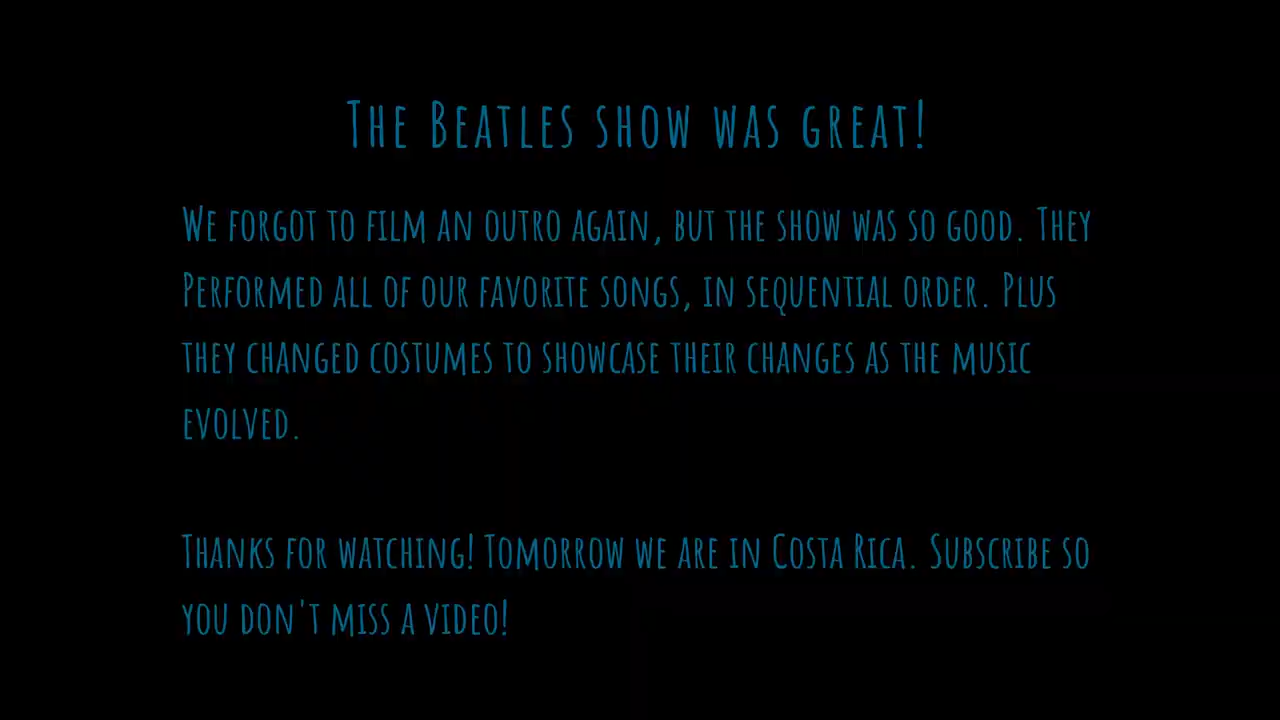 The Beatles show was great!
We forgot to film an outro again, but the show was so good. They
Performed all of our favorite songs, in sequential order. Plus
they changed costumes to showcase their changes as the music
evolved.
Thanks for watching! Tomorrow we are in Costa Rica. Subscribe so
you don't miss a video!